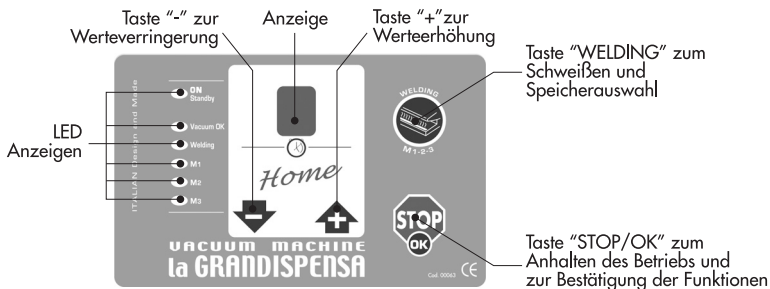 Taste "-" zur
Werteverringerung
Anzeige
Taste "+"zur
Werteerhöhung
Taste "WELDING" zum
Schweißen und
Speicherauswahl
LED
Anzeigen
ITALIAN Design and Made
ON
Standby
Vacuum OK
Welding
M1
M2
M3
Home
WELDING
M1-2-3
STOP
OK
VACUUM MACHINE
la GRANDISPENSA
Cod. 00063 CE
Taste "STOP/OK" zum
Anhalten des Betriebs und
zur Bestätigung der Funktionen